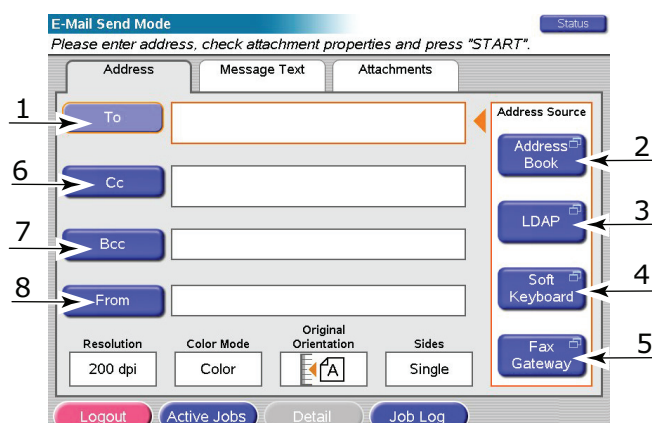 E-Mail Send Mode
Status
Please enter address, check attachment properties and press "START".
Address
Message Text
Attachments
1
To
Address Source
Address
Book
2
6
Cc
LDAP
3
7
Bcc
Soft
Keyboard
4
8
From
Fax
Gateway
5
Resolution
Color Mode
Original
Orientation
Sides
200 dpi
Color
A
Single
Logout
Active Jobs
Detail
Job Log